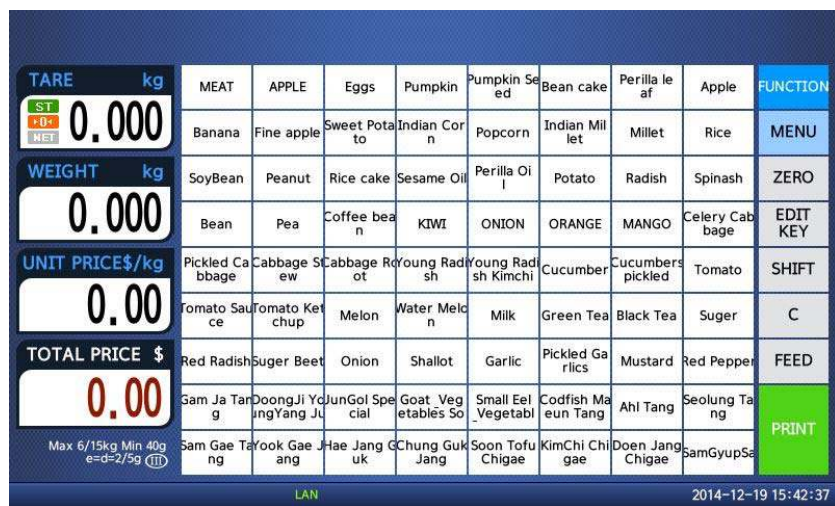 TARE kg
ST
0
NET
0.000
WEIGHT kg
0.000
UNIT PRICE$/kg
0.00
TOTAL PRICE $
0.00
Max 6/15kg Min 40g
e=d=2/5g III
MEAT APPLE Eggs Pumpkin Pumpkin Seed Bean cake Perilla leaf Apple
Banana Fine apple Sweet Potato Indian Corn Popcorn Indian Millet Millet Rice
SoyBean Peanut Rice cake Sesame Oil Perilla Oil Potato Radish Spinash
Bean Pea Coffee bean KIWI ONION ORANGE MANGO Celery Cabbage
Pickled Cabbage Cabbage Stew Cabbage Root Young Radish Young Radish Kimchi Cucumber Cucumbers pickled Tomato
Tomato Sauce Tomato Ketchup Melon Water Melon Milk Green Tea Black Tea Suger
Red Radish Suger Beet Onion Shallot Garlic Pickled Garlics Mustard Red Pepper
Gam Ja Tang DoongJi YoungYang Ju JunGol Special Goat_Vegetables So Small Eel_Vegetabl Codfish Maeun Tang Ahl Tang Seolung Tang
Sam Gae Tang Yook Gae Jang Hae Jang Guk Chung Guk Jang Soon Tofu Chigae KimChi Chigae Doen Jang Chigae SamGyupSa
FUNCTION
MENU
ZERO
EDIT
KEY
SHIFT
C
FEED
PRINT
LAN
2014-12-19 15:42:37